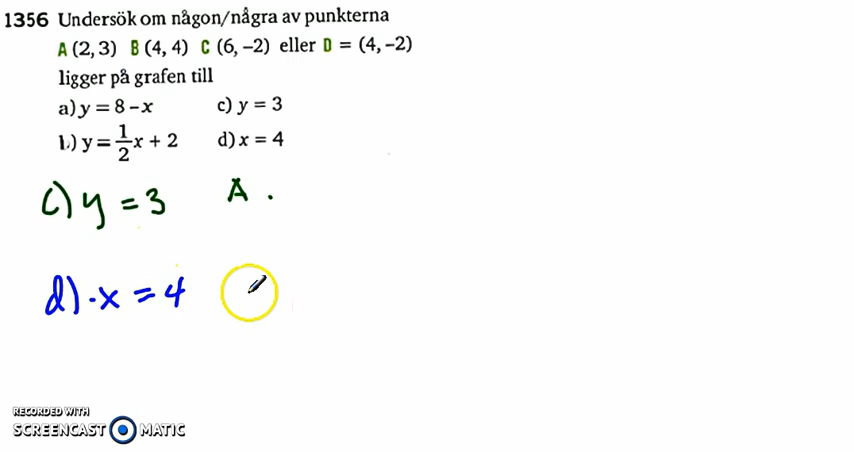 1356 Undersök om någon/några av punkterna
A (2, 3) B (4, 4) C (6, –2) eller D = (4, –2)
ligger på grafen till
a) y = 8 – x c) y = 3
b) y = 1/2 x + 2 d) x = 4
c) y = 3 A .
d) · x = 4
RECORDED WITH
SCREENCAST MATIC